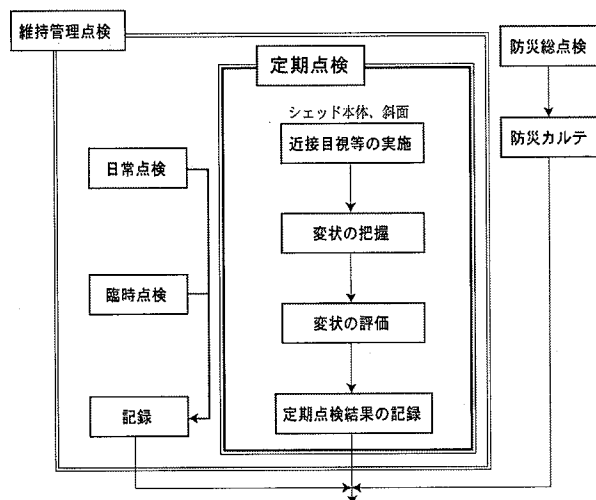 維持管理点検
定期点検
シェッド本体、斜面
近接目視等の実施
変状の把握
変状の評価
定期点検結果の記録
日常点検
臨時点検
記録
防災総点検
防災カルテ